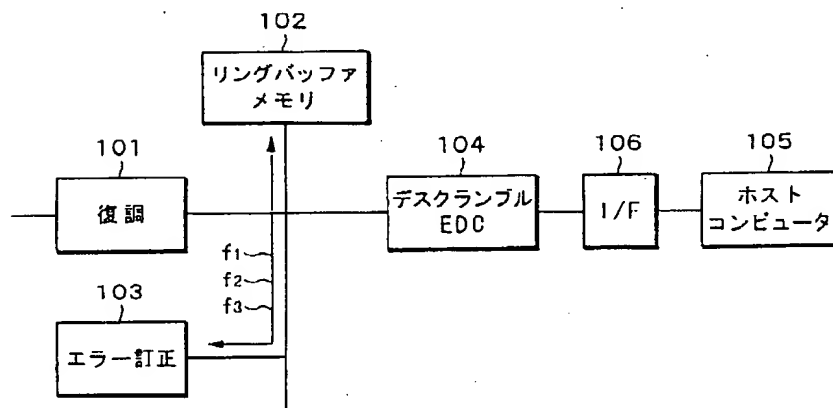 102
リングバッファ
メモリ
101
復調
104
デスクランブル
EDC
106
I/F
105
ホスト
コンピュータ
f1
f2
f3
103
エラー訂正